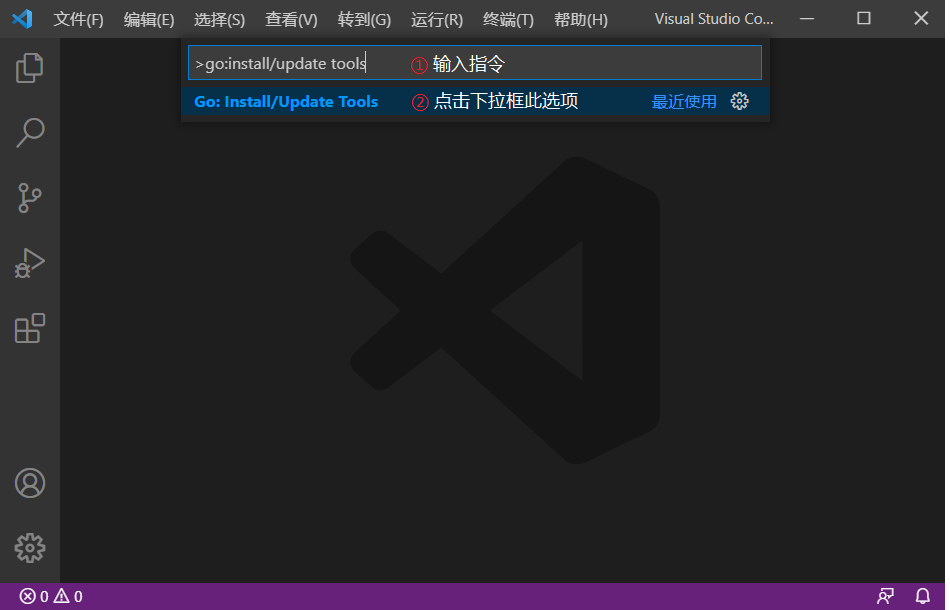 文件(F) 编辑(E) 选择(S) 查看(V) 转到(G) 运行(R) 终端(T) 帮助(H) Visual Studio Co...
>go:install/update tools ①输入指令
Go: Install/Update Tools ②点击下拉框此选项 最近使用
0 0